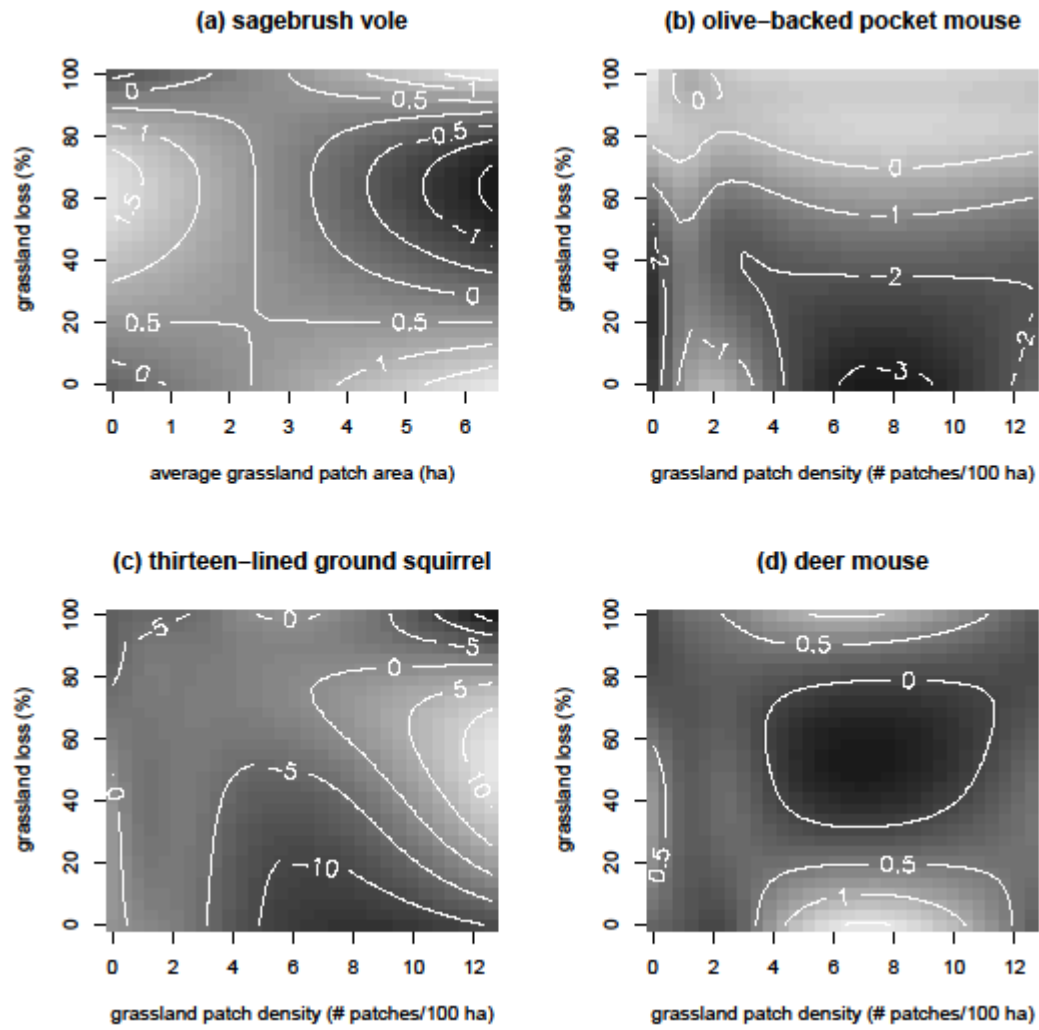 (a) sagebrush vole
(b) olive−backed pocket mouse
grassland loss (%)
0 20 40 60 80 100
0 1
0.5
−1 −0.5
1.5 −1
0
0.5 0.5
0 1
0 1 2 3 4 5 6
average grassland patch area (ha)
grassland loss (%)
0 20 40 60 80 100
0
0
−1
−2 −2
−1 −3 −2
0 2 4 6 8 10 12
grassland patch density (# patches/100 ha)
(c) thirteen−lined ground squirrel
(d) deer mouse
grassland loss (%)
0 20 40 60 80 100
−5 0 −5
0 5
0 −5 10
−10
0 2 4 6 8 10 12
grassland patch density (# patches/100 ha)
grassland loss (%)
0 20 40 60 80 100
0.5
0
0.5 0.5
1
0 2 4 6 8 10 12
grassland patch density (# patches/100 ha)